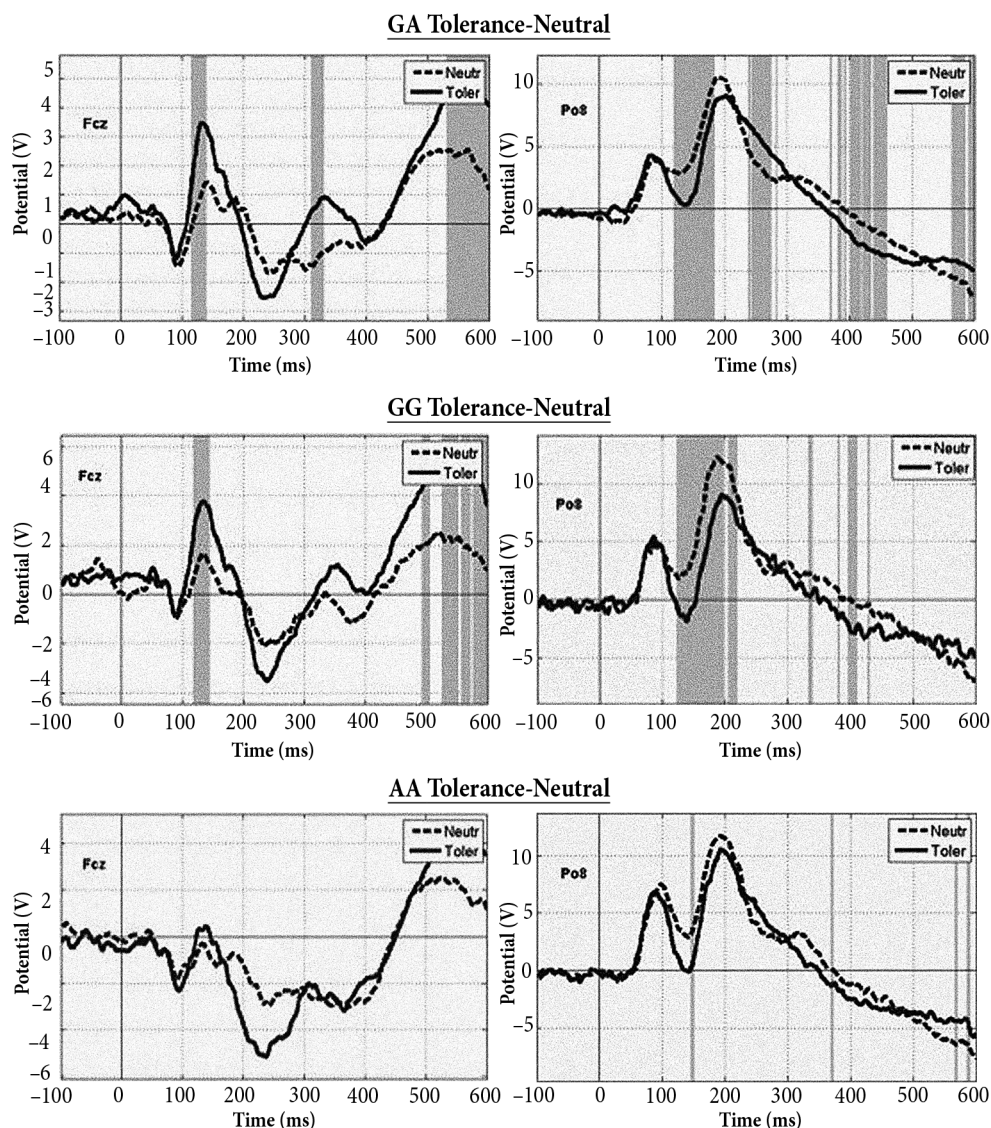 GA Tolerance-Neutral
5
4
3
2
1
0
−1
−2
−3
Potential (V)
Fcz
Neutr
Toler
−100 0 100 200 300 400 500 600
Time (ms)
10
5
0
−5
Potential (V)
Po8
Neutr
Toler
−100 0 100 200 300 400 500 600
Time (ms)
GG Tolerance-Neutral
6
4
2
0
−2
−4
−6
Potential (V)
Fcz
Neutr
Toler
−100 0 100 200 300 400 500 600
Time (ms)
10
5
0
−5
Potential (V)
Po8
Neutr
Toler
−100 0 100 200 300 400 500 600
Time (ms)
AA Tolerance-Neutral
4
2
0
−2
−4
−6
Potential (V)
Fcz
Neutr
Toler
−100 0 100 200 300 400 500 600
Time (ms)
10
5
0
−5
Potential (V)
Po8
Neutr
Toler
−100 0 100 200 300 400 500 600
Time (ms)